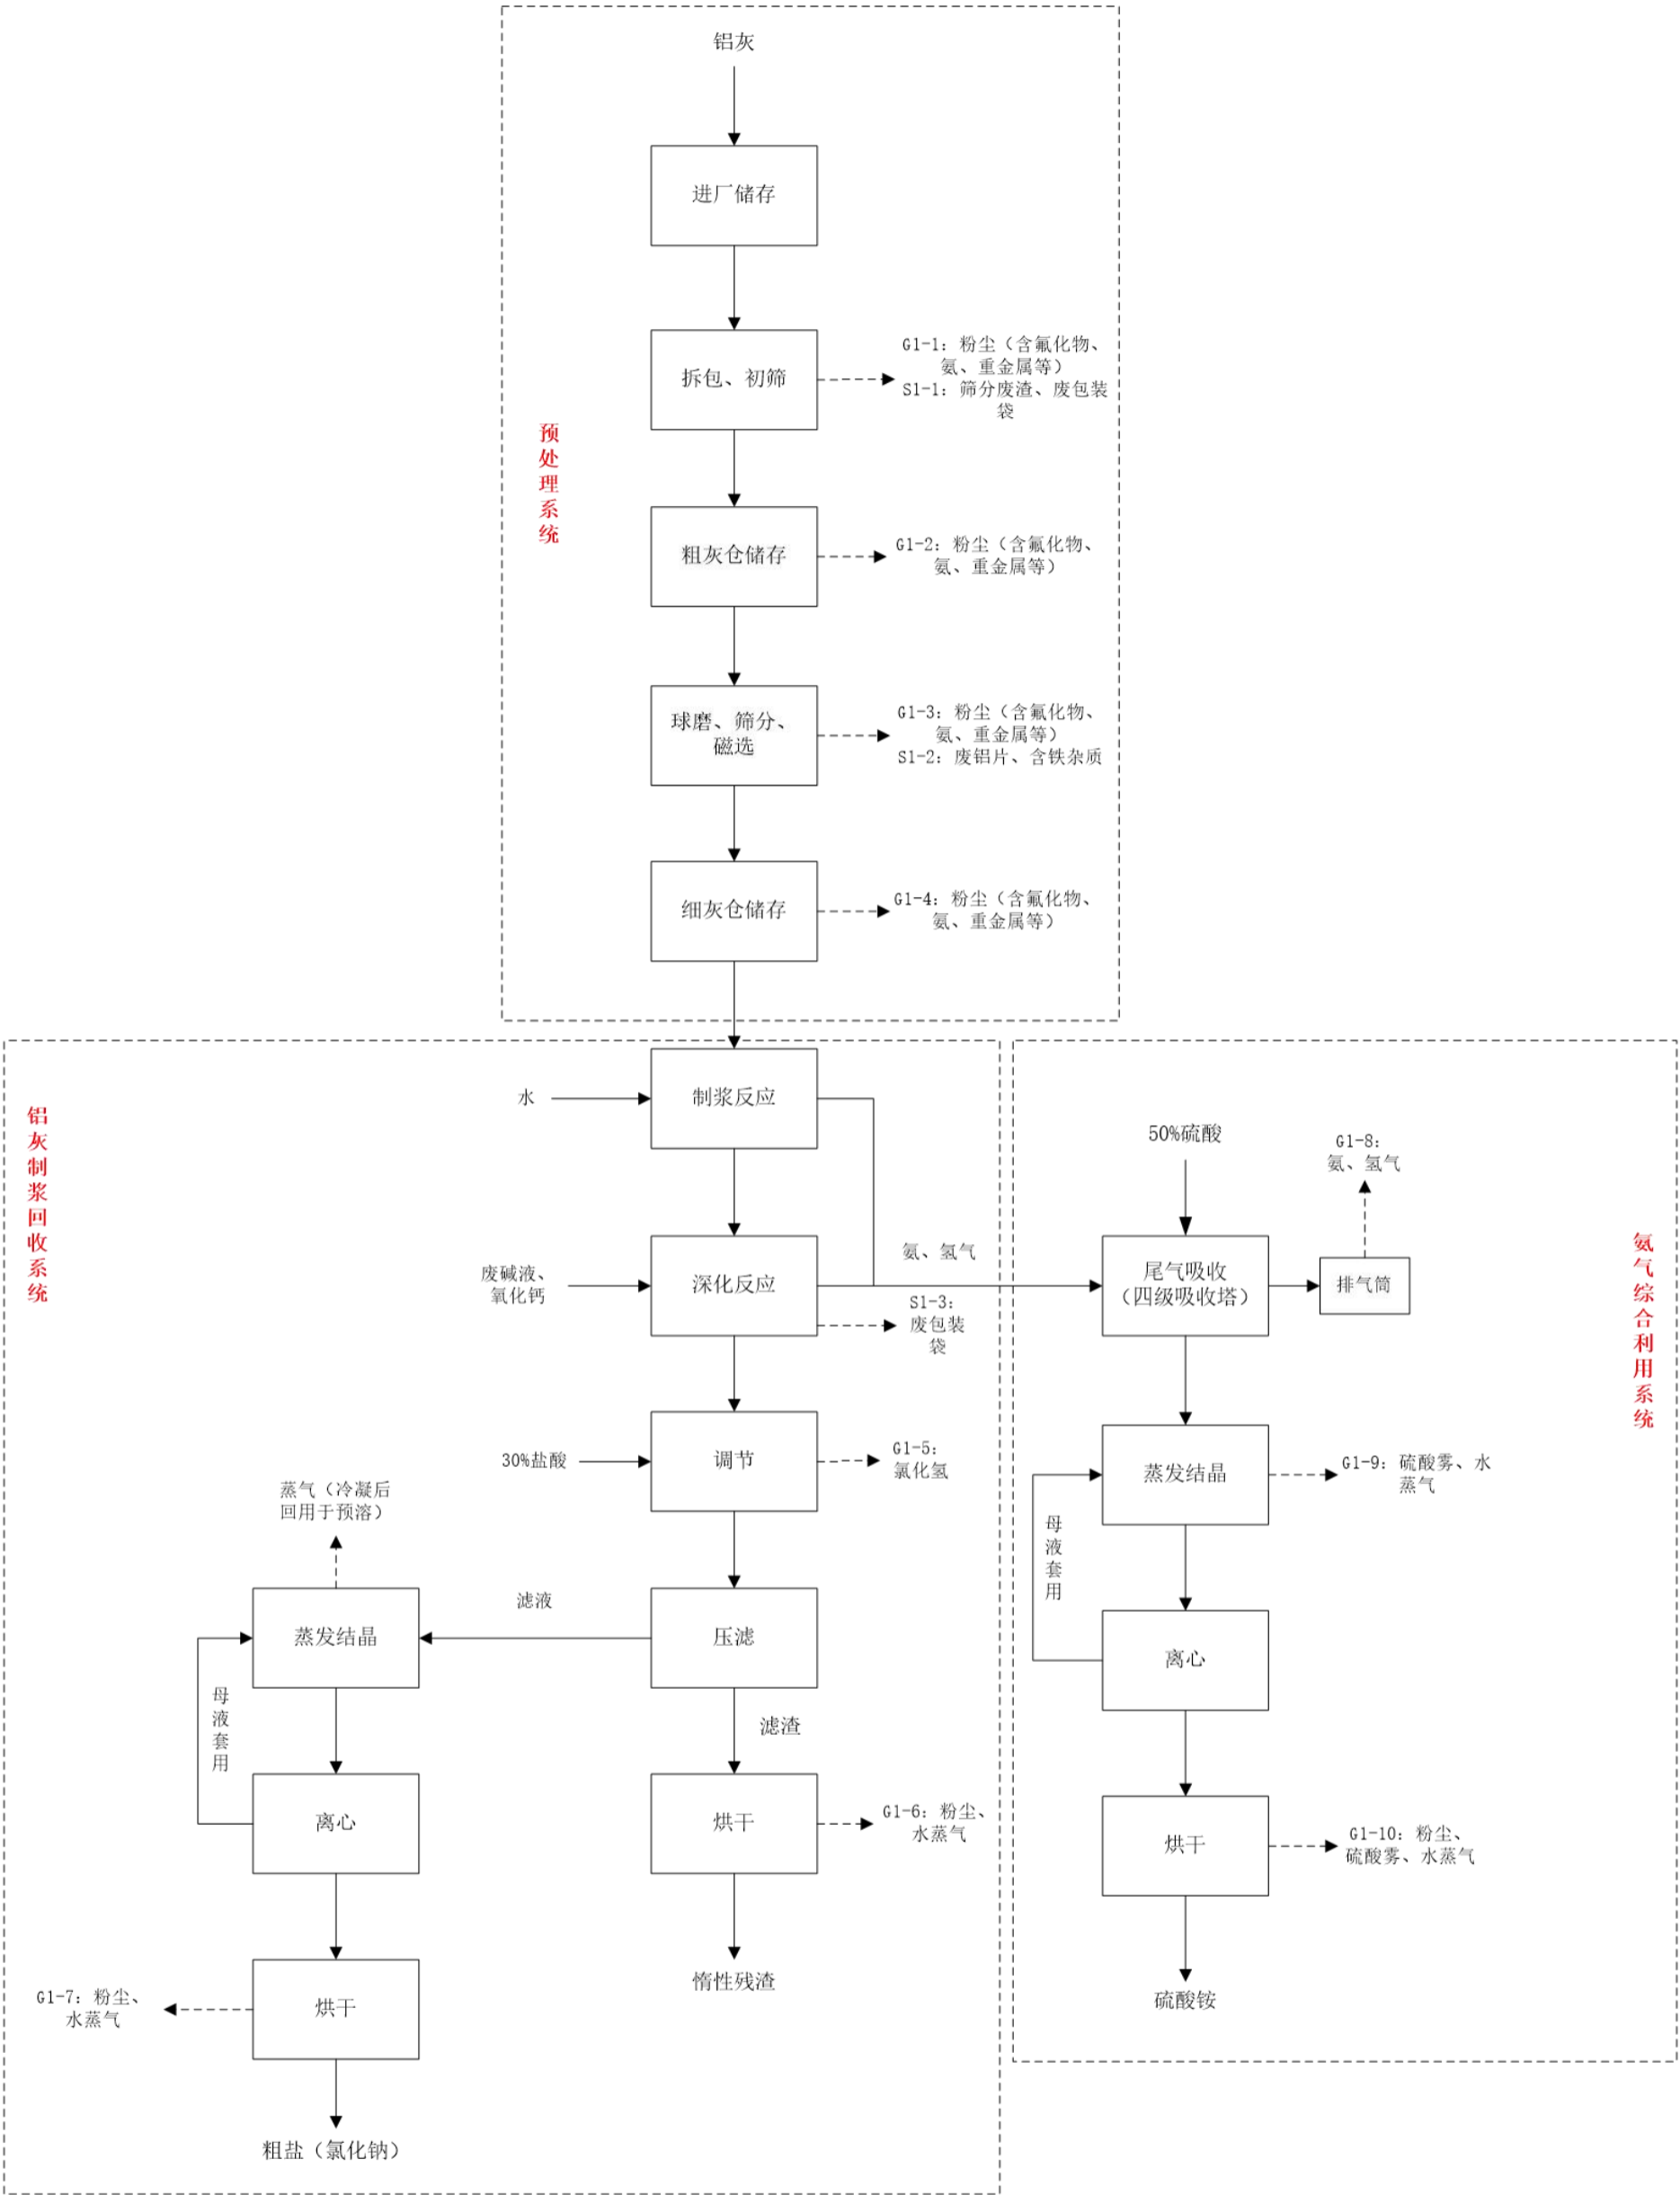 铝灰
进厂储存
拆包、初筛
G1-1: 粉尘（含氟化物、
氨、重金属等）
S1-1: 筛分废渣、废包装
袋
预处理系统
粗灰仓储存
G1-2: 粉尘（含氟化物、
氨、重金属等）
球磨、筛分、
磁选
G1-3: 粉尘（含氟化物、
氨、重金属等）
S1-2: 废铝片、含铁杂质
细灰仓储存
G1-4: 粉尘（含氟化物、
氨、重金属等）
铝灰制浆回收系统
水
制浆反应
废碱液、
氧化钙
深化反应
氨、氢气
S1-3:
废包装
袋
30%盐酸
调节
G1-5:
氯化氢
蒸气（冷凝后
回用于预溶）
蒸发结晶
滤液
压滤
母液套用
滤渣
离心
烘干
G1-6: 粉尘、
水蒸气
惰性残渣
G1-7: 粉尘、
水蒸气
烘干
粗盐（氯化钠）
50%硫酸
G1-8:
氨、氢气
尾气吸收
（四级吸收塔）
排气筒
氨气综合利用系统
蒸发结晶
G1-9: 硫酸雾、水
蒸气
母液套用
离心
烘干
G1-10: 粉尘、
硫酸雾、水蒸气
硫酸铵